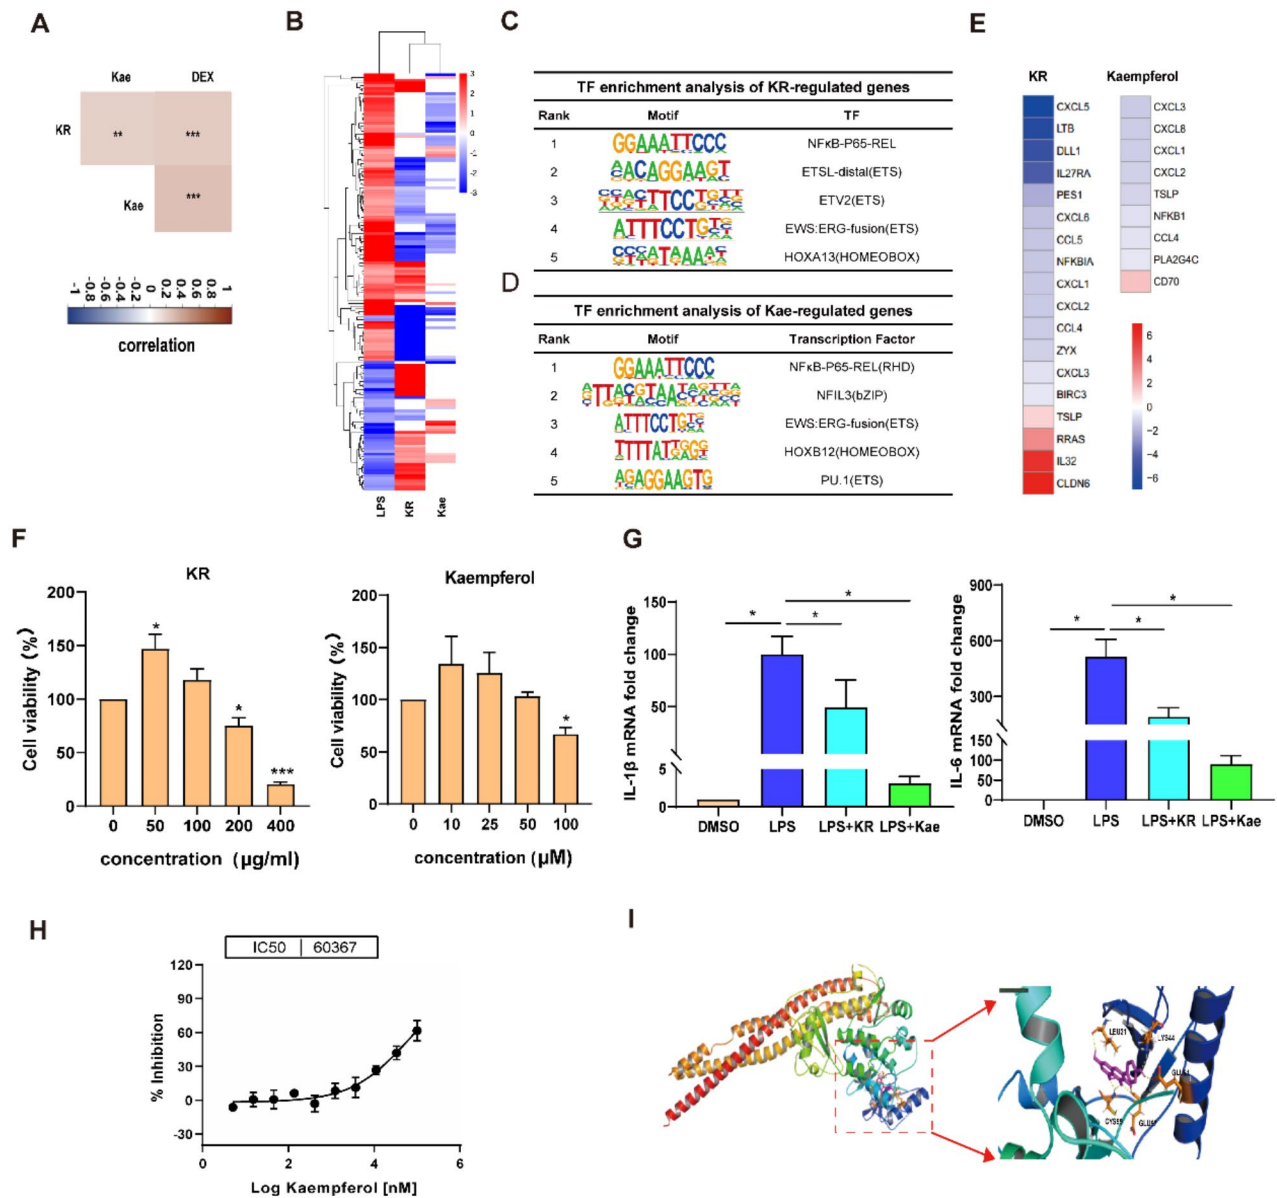 A
Kae
DEX
KR
**
***
Kae
***
-1
-0.8
-0.6
-0.4
-0.2
0
0.2
0.4
0.6
0.8
1
correlation
B
3
2
1
0
-1
-2
-3
LPS
KR
Kae
C
TF enrichment analysis of KR-regulated genes
Rank Motif TF
1 GGAAATTCCC NFκB-P65-REL
2 ACAGGAAGT ETSL-distal(ETS)
3 ETV2(ETS)
4 ATTTCCTG EWS:ERG-fusion(ETS)
5 HOXA13(HOMEOBOX)
D
TF enrichment analysis of Kae-regulated genes
Rank Motif Transcription Factor
1 GGAAATTCCC NFκB-P65-REL(RHD)
2 NFIL3(bZIP)
3 ATTTCCTG EWS:ERG-fusion(ETS)
4 TTTTAT HOXB12(HOMEOBOX)
5 AGAGGAAGTG PU.1(ETS)
E
KR
CXCL5
LTB
DLL1
IL27RA
PES1
CXCL6
CCL5
NFKBIA
CXCL1
CXCL2
CCL4
ZYX
CXCL3
BIRC3
TSLP
RRAS
IL32
CLDN6
Kaempferol
CXCL3
CXCL8
CXCL1
CXCL2
TSLP
NFKB1
CCL4
PLA2G4C
CD70
6
4
2
0
−2
−4
−6
F
KR
Cell viability (%)
200
150
100
50
0
*
*
***
0 50 100 200 400
concentration (μg/ml)
Kaempferol
Cell viability (%)
200
150
100
50
0
*
0 10 25 50 100
concentration (μM)
G
IL-1β mRNA fold change
150
100
50
5
0
*
*
*
DMSO LPS LPS+KR LPS+Kae
IL-6 mRNA fold change
900
600
300
150
100
50
0
*
*
*
DMSO LPS LPS+KR LPS+Kae
H
IC50 60367
% Inhibition
120
90
60
30
0
-30
0 2 4 6
Log Kaempferol [nM]
I
LEU21
LYS44